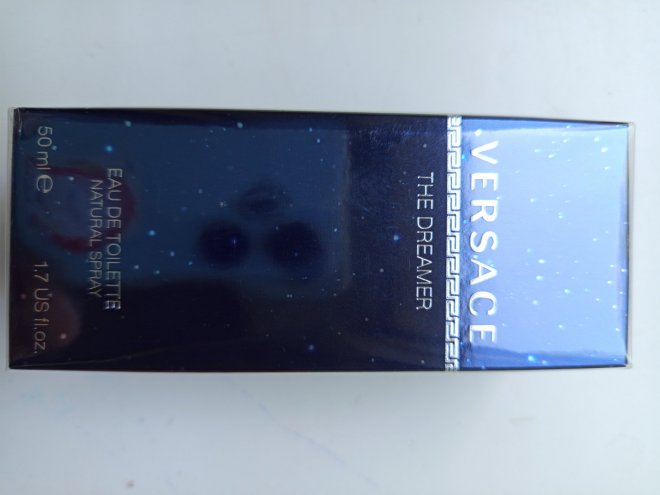 VERSACE
THE DREAMER
EAU DE TOILETTE
NATURAL SPRAY
50 ml ℮ 1.7 US fl.oz.